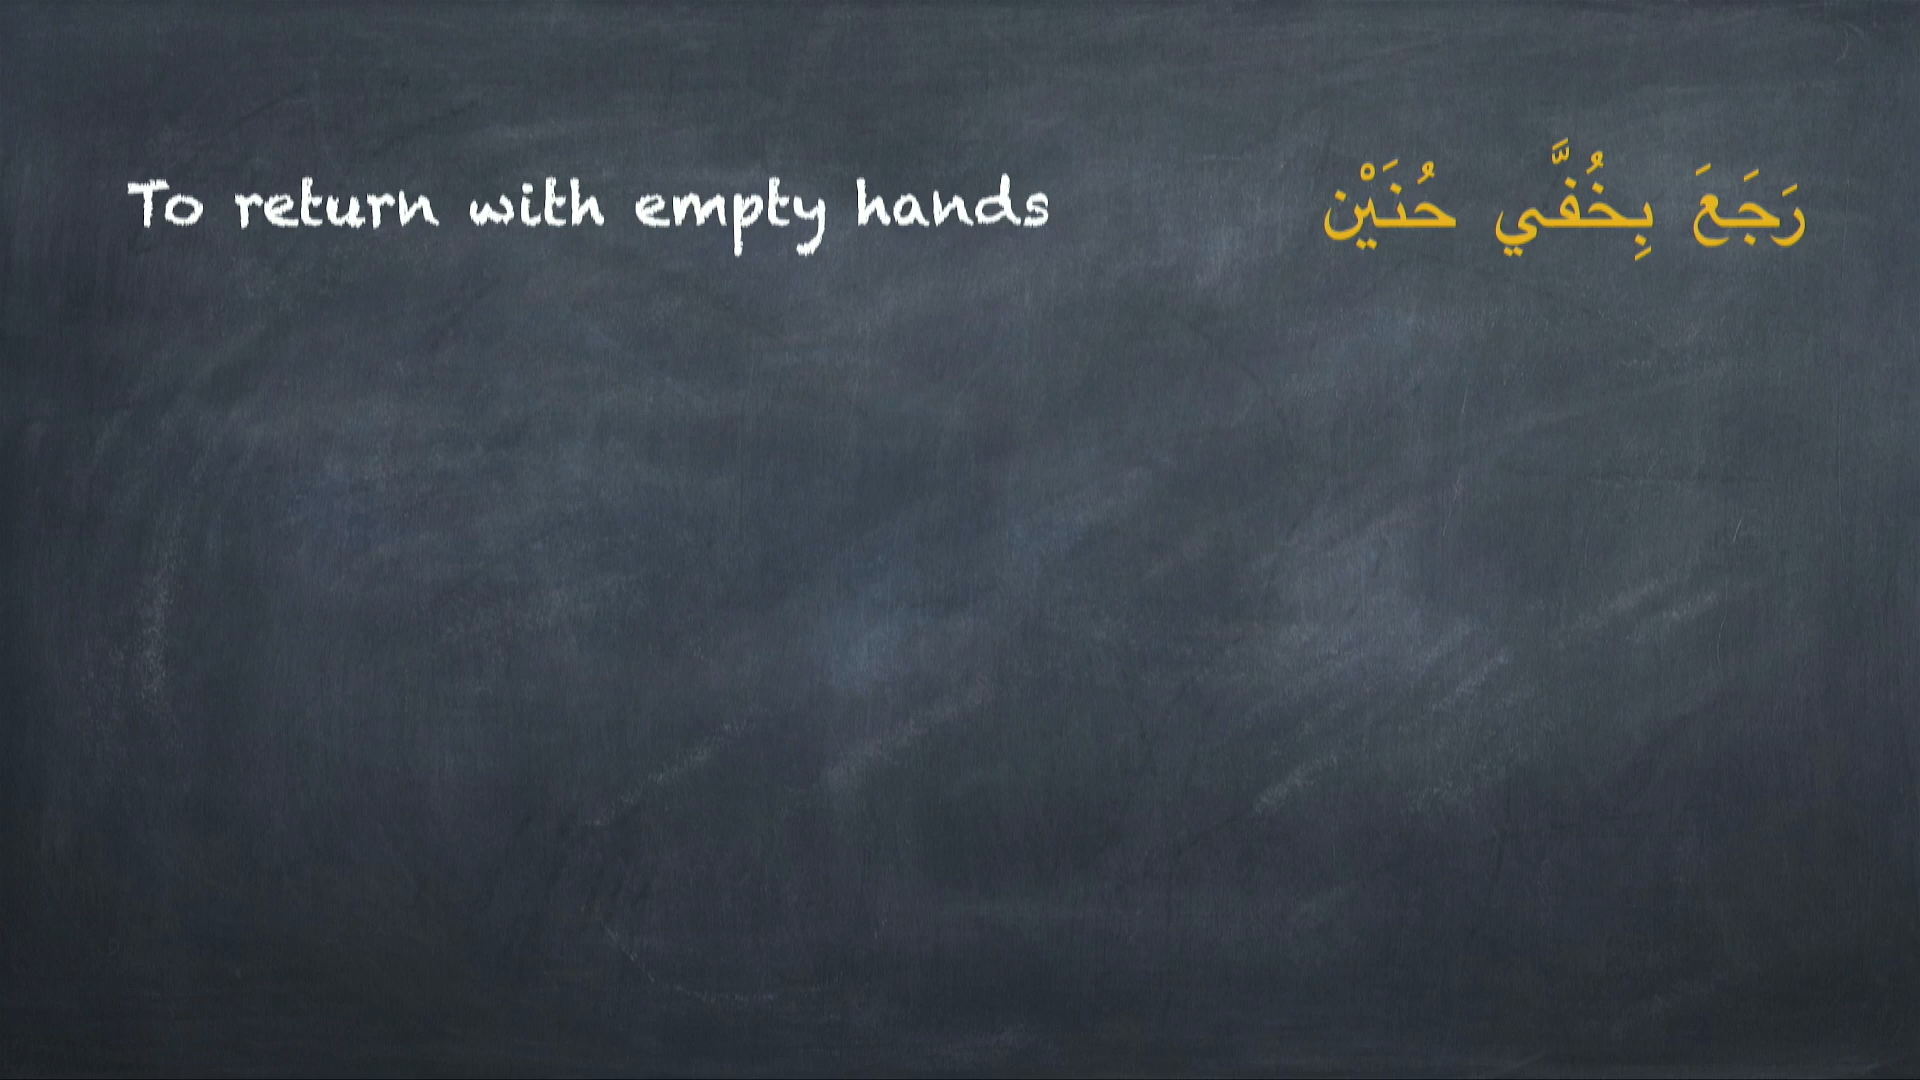 To return with empty hands
رَجَعَ بِخُفَّي حُنَيْن